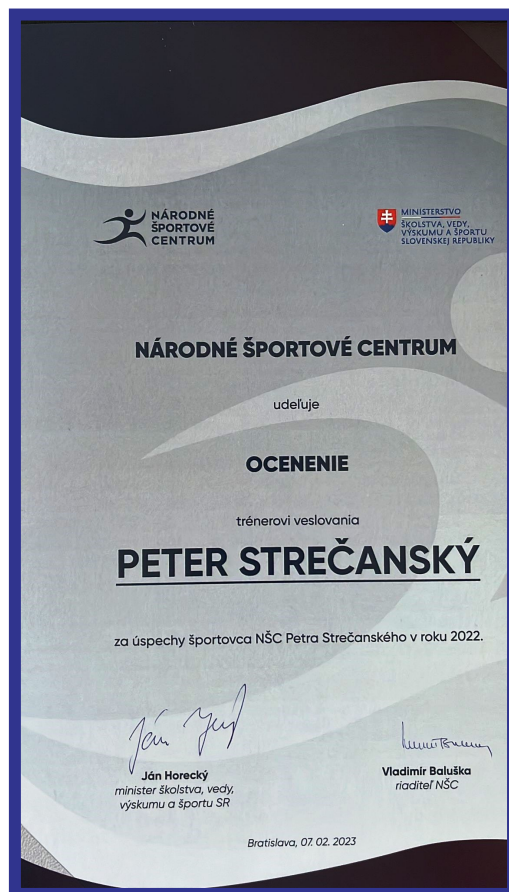 NÁRODNÉ
ŠPORTOVÉ
CENTRUM
MINISTERSTVO
ŠKOLSTVA, VEDY,
VÝSKUMU A ŠPORTU
SLOVENSKEJ REPUBLIKY
NÁRODNÉ ŠPORTOVÉ CENTRUM
udeľuje
OCENENIE
trénerovi veslovania
PETER STREČANSKÝ
za úspechy športovca NŠC Petra Strečanského v roku 2022.
Ján Horecký
minister školstva, vedy,
výskumu a športu SR
Vladimír Baluška
riaditeľ NŠC
Bratislava, 07. 02. 2023